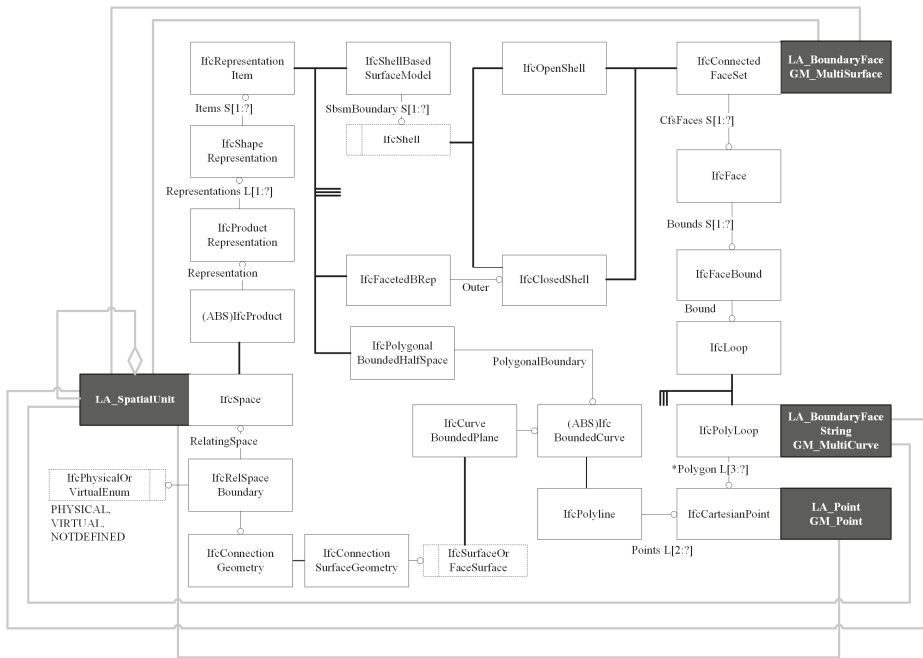 IfcRepresentation
Item
IfcShellBased
SurfaceModel
IfcOpenShell
IfcConnected
FaceSet
LA_BoundaryFace
GM_MultiSurface
Items S[1:?]
SbsmBoundary S[1:?]
CfsFaces S[1:?]
IfcShape
Representation
IfcShell
IfcFace
Representations L[1:?]
IfcProduct
Representation
Bounds S[1:?]
Representation
IfcFacetedBRep
Outer
IfcClosedShell
IfcFaceBound
Bound
(ABS)IfcProduct
IfcPolygonal
BoundedHalfSpace
PolygonalBoundary
IfcLoop
LA_SpatialUnit
IfcSpace
RelatingSpace
IfcCurve
BoundedPlane
(ABS)Ifc
BoundedCurve
IfcPolyLoop
LA_BoundaryFace
String
GM_MultiCurve
*Polygon L[3:?]
IfcPhysicalOr
VirtualEnum
PHYSICAL,
VIRTUAL,
NOTDEFINED
IfcRelSpace
Boundary
IfcPolyline
IfcCartesianPoint
LA_Point
GM_Point
Points L[2:?]
IfcConnection
Geometry
IfcConnection
SurfaceGeometry
IfcSurfaceOr
FaceSurface